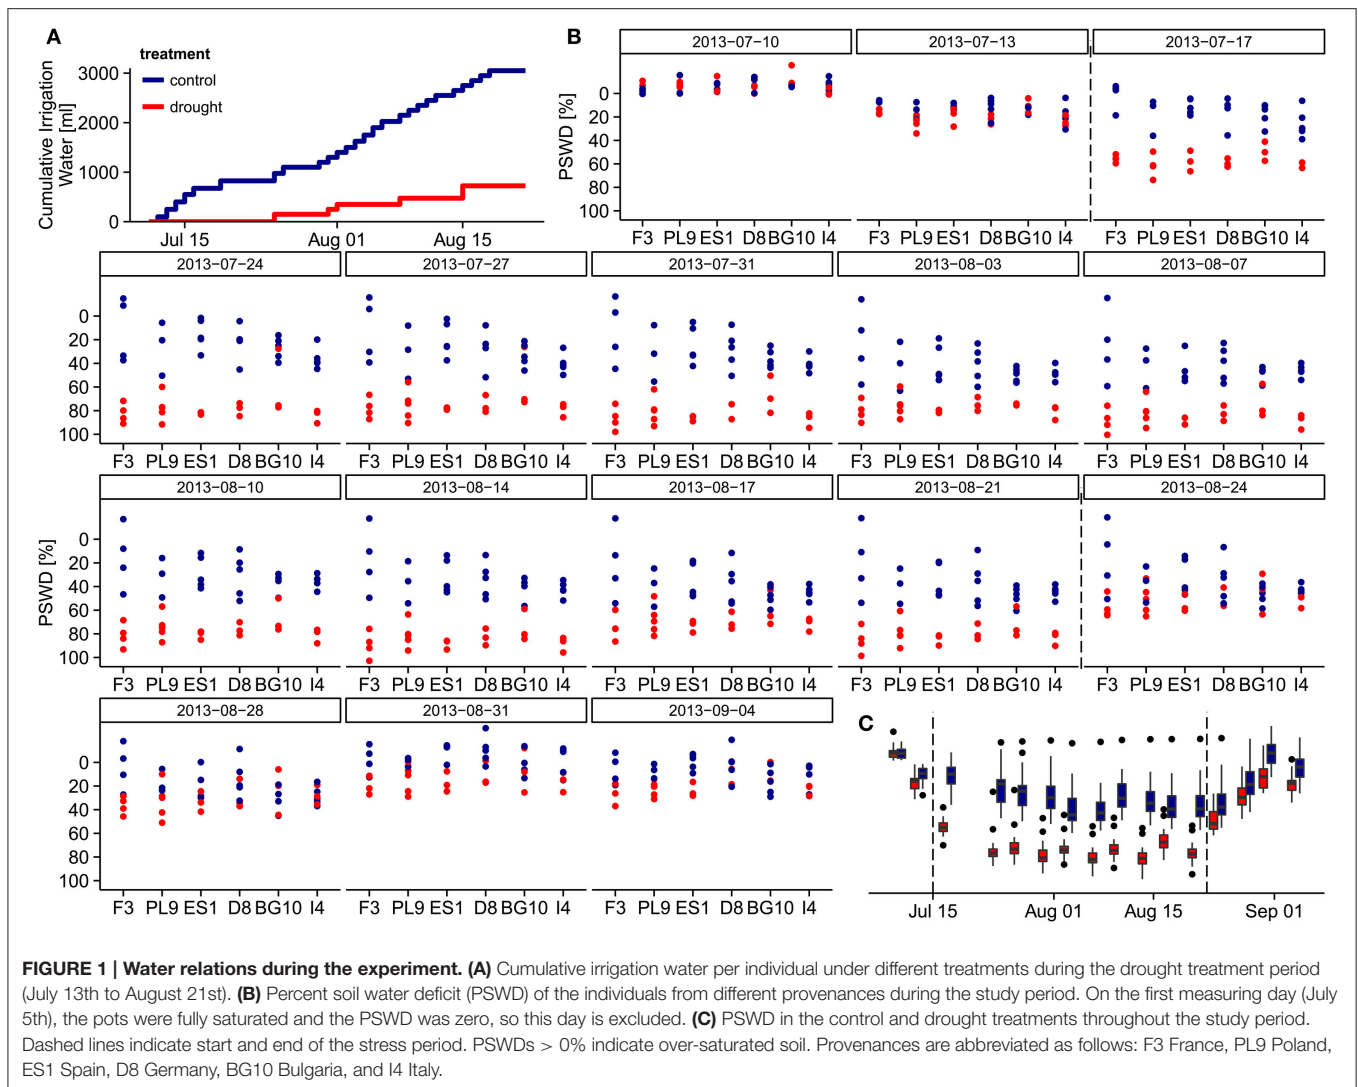 A
treatment
control
drought
Cumulative Irrigation
Water [ml]
3000
2000
1000
0
Jul 15 Aug 01 Aug 15
B
2013−07−10 2013−07−13 2013−07−17
PSWD [%]
0
20
40
60
80
100
F3 PL9 ES1 D8 BG10 I4 F3 PL9 ES1 D8 BG10 I4 F3 PL9 ES1 D8 BG10 I4
2013−07−24 2013−07−27 2013−07−31 2013−08−03 2013−08−07
0
20
40
60
80
100
F3 PL9 ES1 D8 BG10 I4 F3 PL9 ES1 D8 BG10 I4 F3 PL9 ES1 D8 BG10 I4 F3 PL9 ES1 D8 BG10 I4 F3 PL9 ES1 D8 BG10 I4
2013−08−10 2013−08−14 2013−08−17 2013−08−21 2013−08−24
PSWD [%]
0
20
40
60
80
100
F3 PL9 ES1 D8 BG10 I4 F3 PL9 ES1 D8 BG10 I4 F3 PL9 ES1 D8 BG10 I4 F3 PL9 ES1 D8 BG10 I4 F3 PL9 ES1 D8 BG10 I4
2013−08−28 2013−08−31 2013−09−04
0
20
40
60
80
100
F3 PL9 ES1 D8 BG10 I4 F3 PL9 ES1 D8 BG10 I4 F3 PL9 ES1 D8 BG10 I4
C
Jul 15 Aug 01 Aug 15 Sep 01
FIGURE 1 | Water relations during the experiment. (A) Cumulative irrigation water per individual under different treatments during the drought treatment period
(July 13th to August 21st). (B) Percent soil water deficit (PSWD) of the individuals from different provenances during the study period. On the first measuring day (July
5th), the pots were fully saturated and the PSWD was zero, so this day is excluded. (C) PSWD in the control and drought treatments throughout the study period.
Dashed lines indicate start and end of the stress period. PSWDs > 0% indicate over-saturated soil. Provenances are abbreviated as follows: F3 France, PL9 Poland,
ES1 Spain, D8 Germany, BG10 Bulgaria, and I4 Italy.